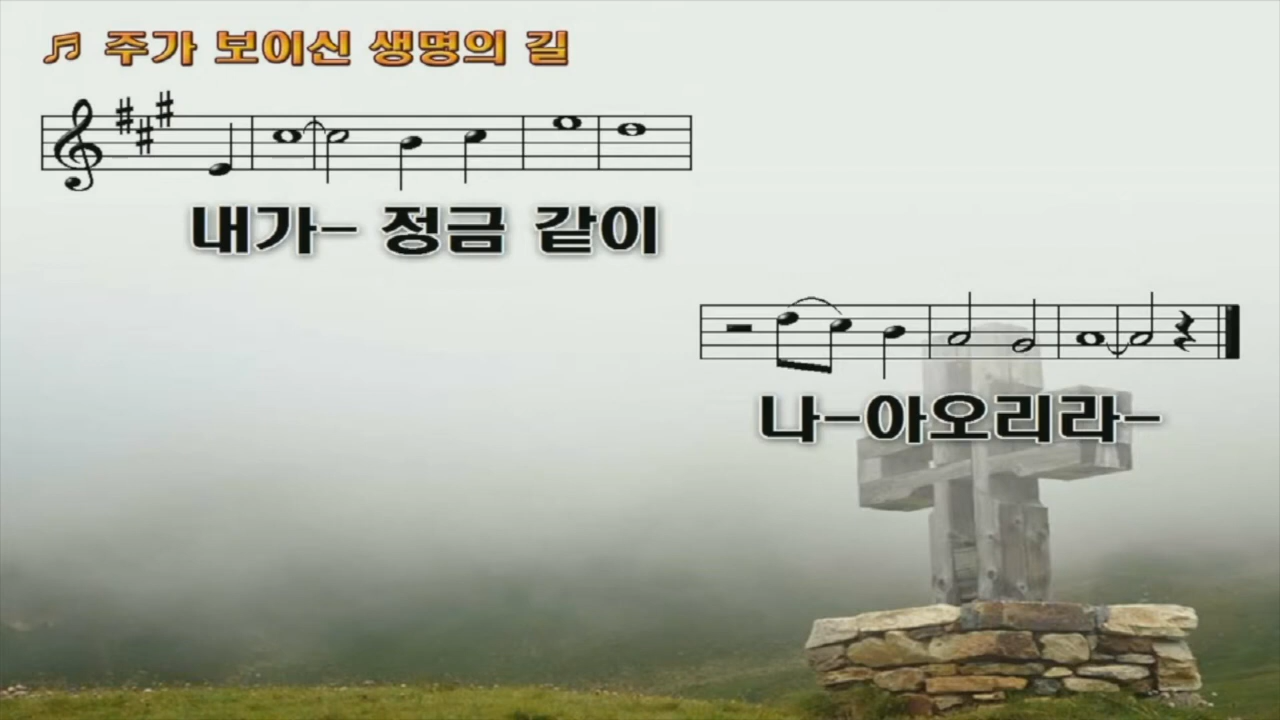 ♬ 주가 보이신 생명의 길
내가- 정금 같이
나-아오리라-